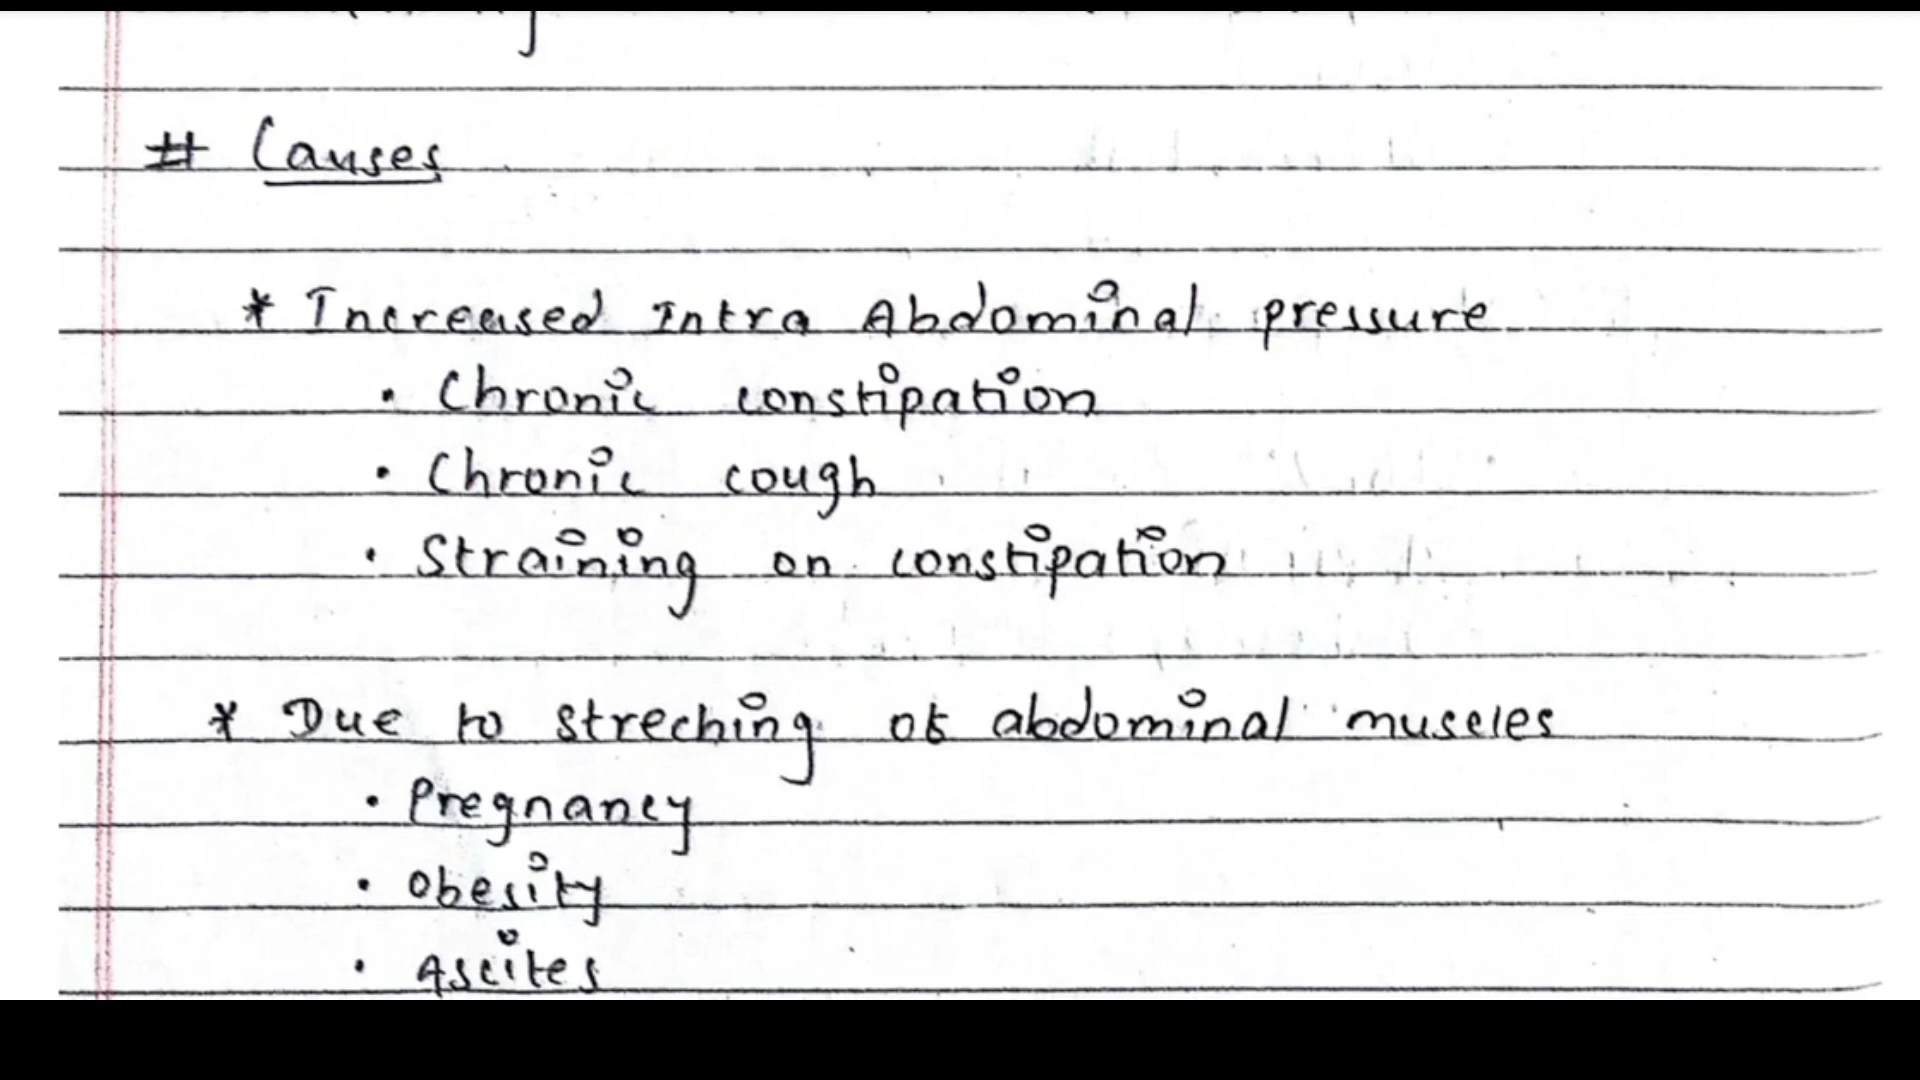 # Causes
* Increased Intra Abdominal pressure
• Chronic constipation
• Chronic cough
• Straining on constipation
* Due to streching of abdominal muscles
• Pregnancy
• Obesity
• Ascites